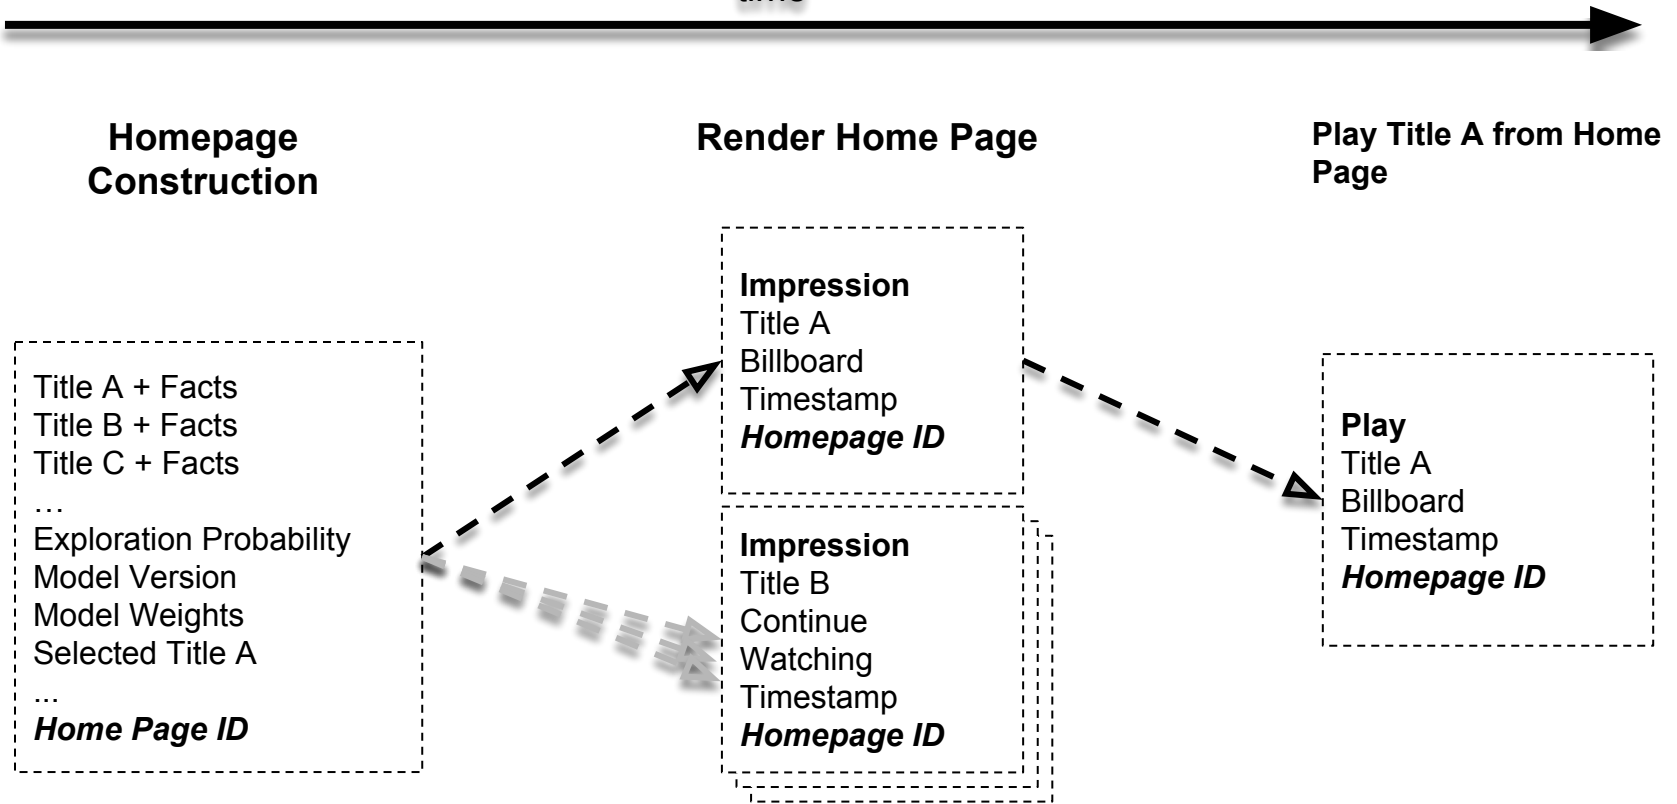 time
Homepage
Construction
Render Home Page
Play Title A from Home
Page
Title A + Facts
Title B + Facts
Title C + Facts
…
Exploration Probability
Model Version
Model Weights
Selected Title A
...
Home Page ID
Impression
Title A
Billboard
Timestamp
Homepage ID
Impression
Title B
Continue
Watching
Timestamp
Homepage ID
Play
Title A
Billboard
Timestamp
Homepage ID